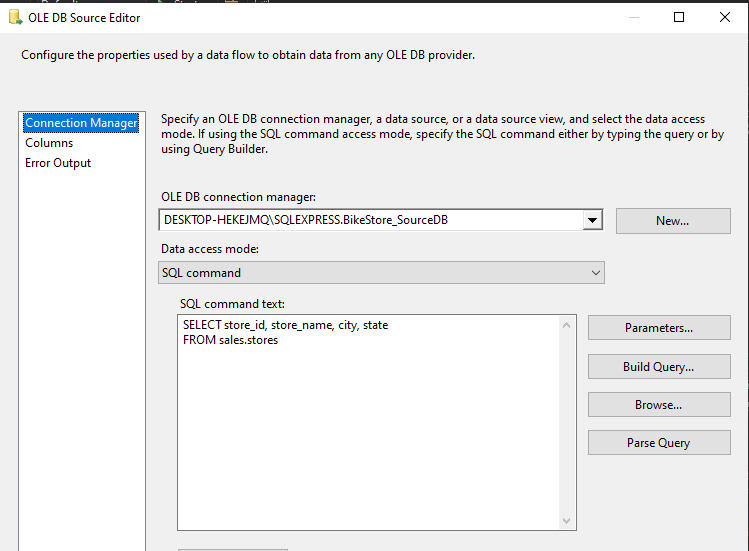 OLE DB Source Editor
Configure the properties used by a data flow to obtain data from any OLE DB provider.
Connection Manager
Columns
Error Output
Specify an OLE DB connection manager, a data source, or a data source view, and select the data access
mode. If using the SQL command access mode, specify the SQL command either by typing the query or by
using Query Builder.
OLE DB connection manager:
DESKTOP-HEKEJMQ\SQLEXPRESS.BikeStore_SourceDB
New...
Data access mode:
SQL command
SQL command text:
SELECT store_id, store_name, city, state
FROM sales.stores
Parameters...
Build Query...
Browse...
Parse Query